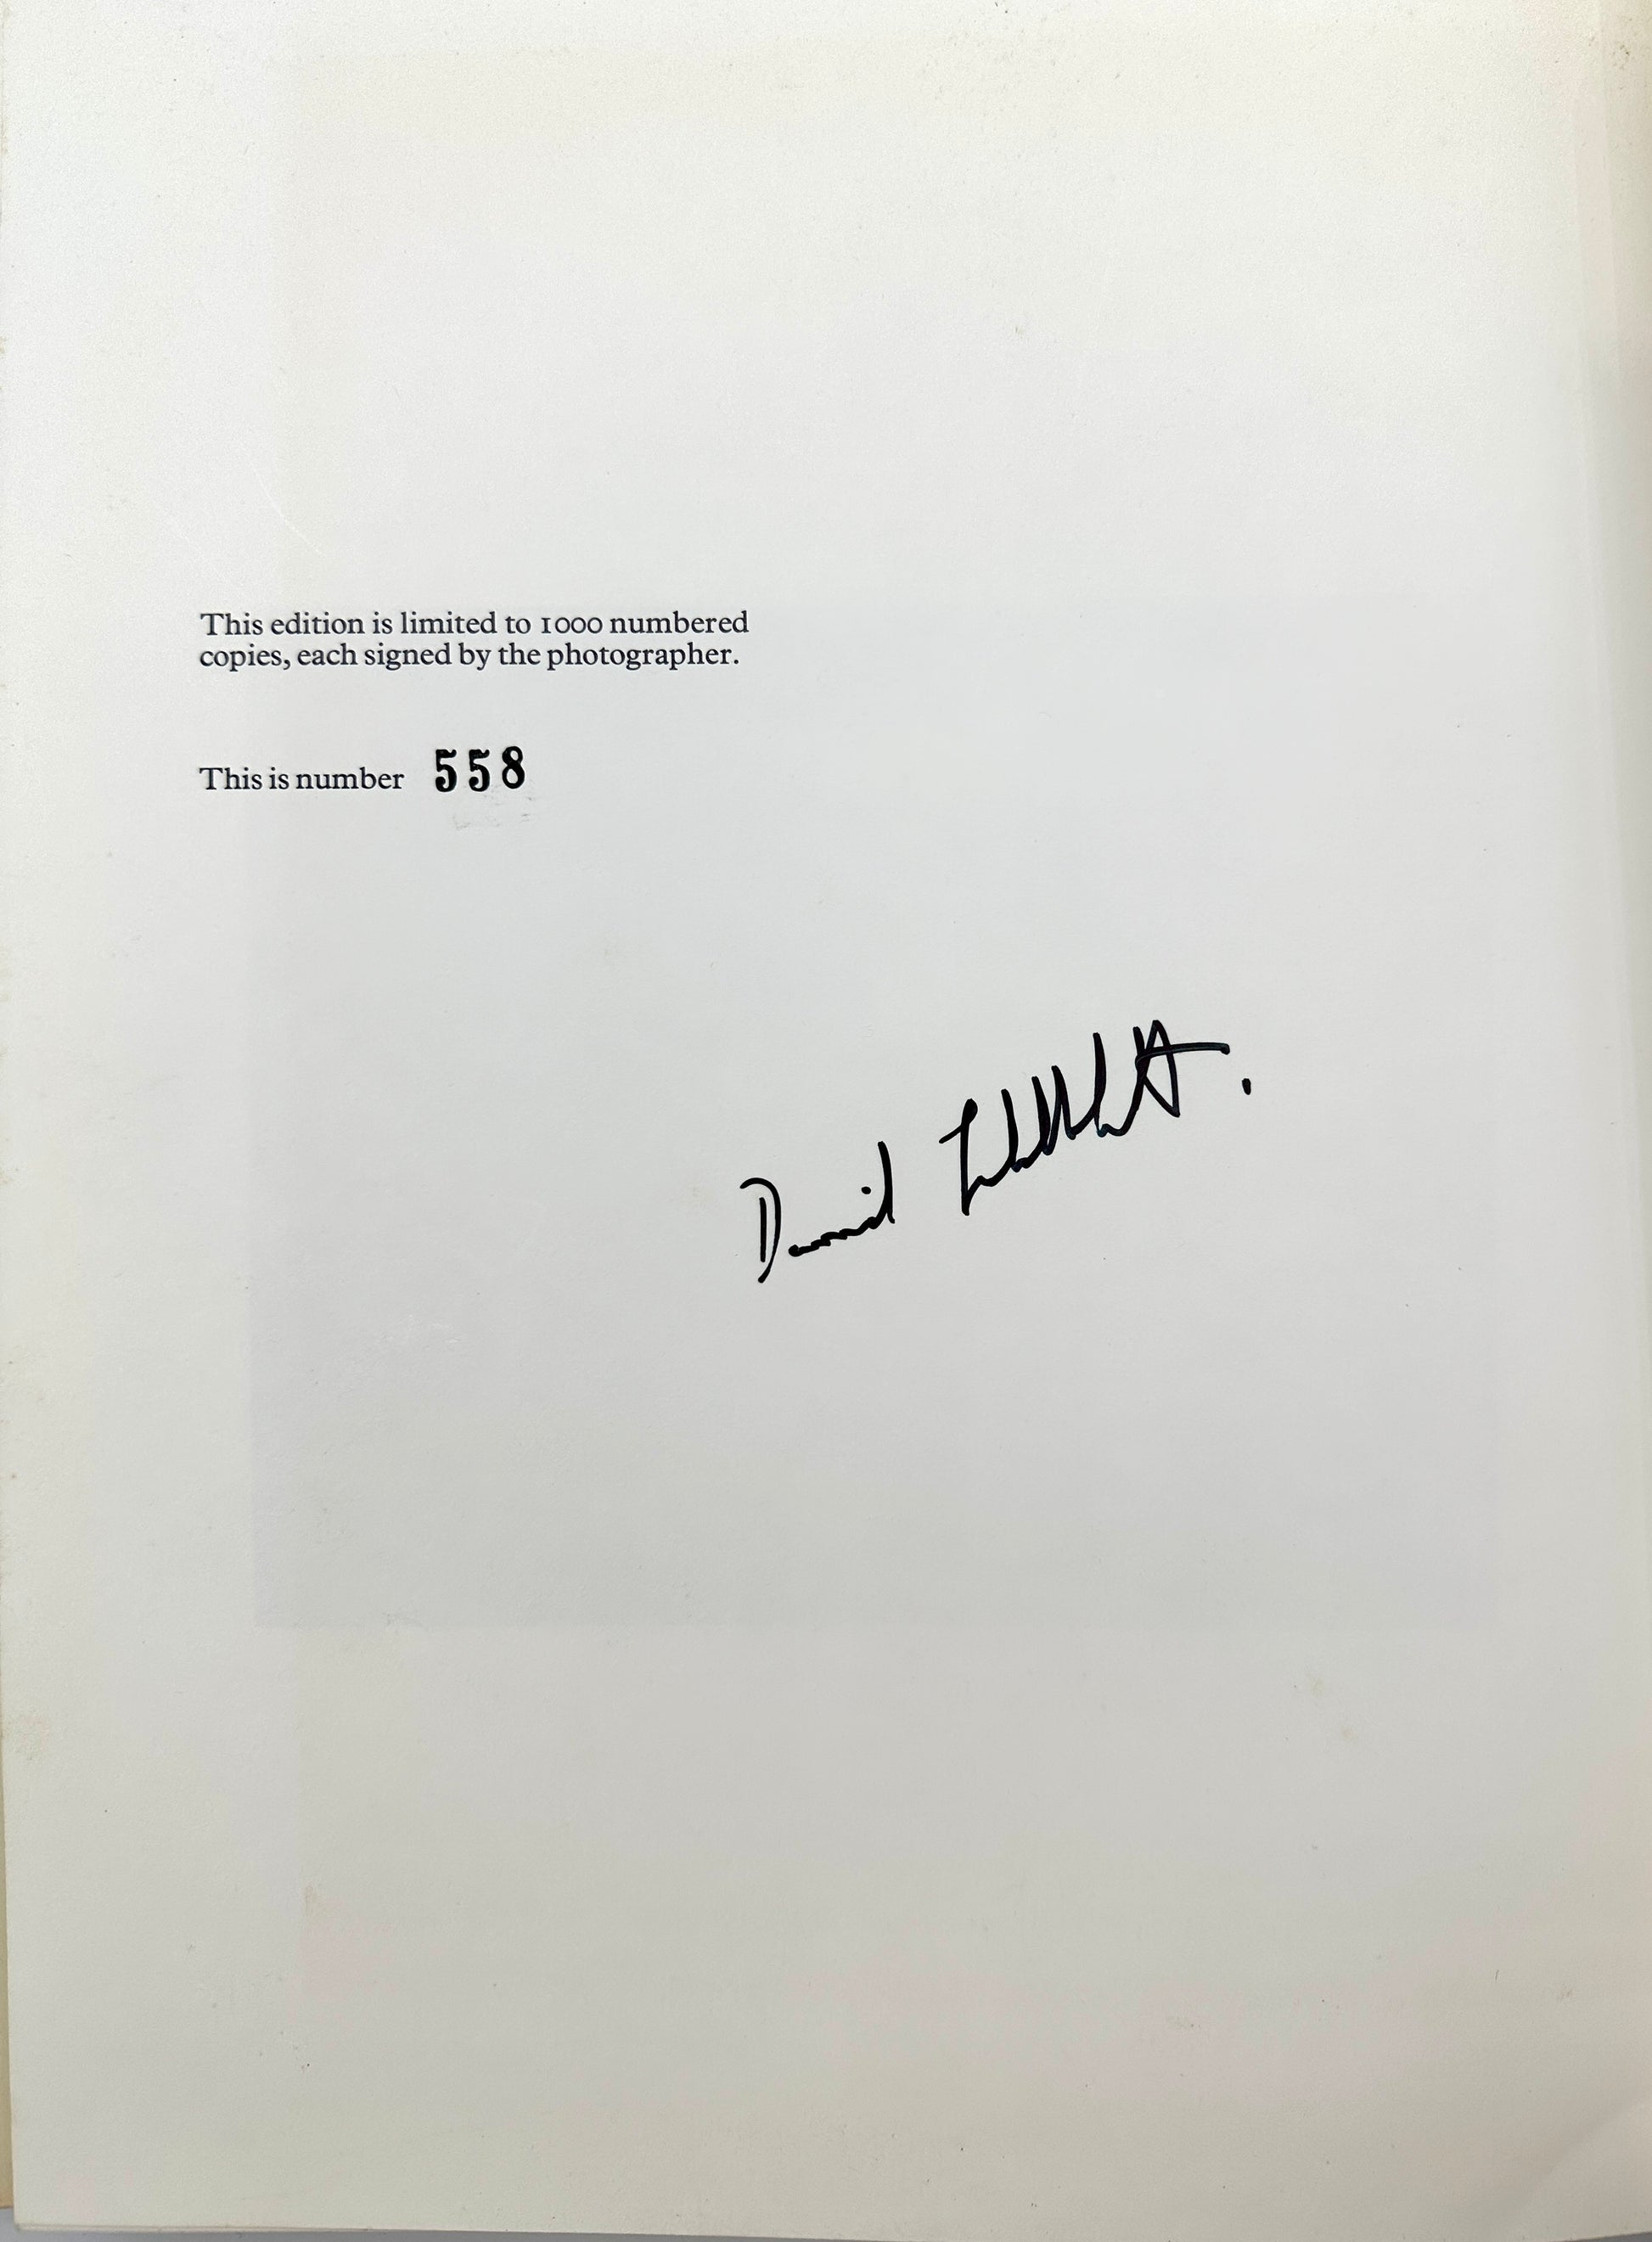 This edition is limited to 1000 numbered
copies, each signed by the photographer.
This is number 558
David